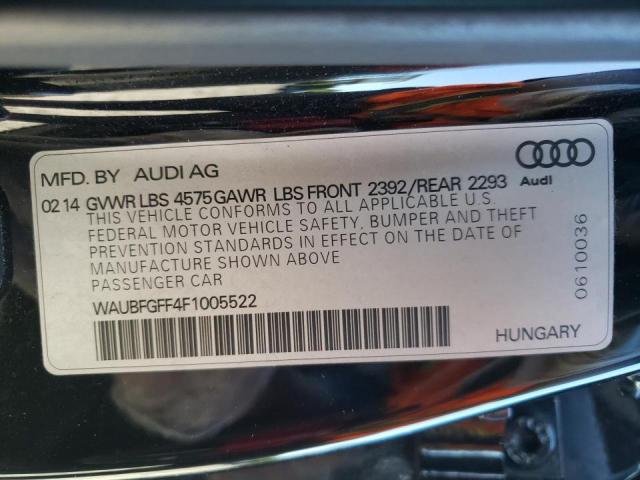 MFD. BY AUDI AG
Audi
02 14 GVWR LBS 4575 GAWR LBS FRONT 2392/REAR 2293
THIS VEHICLE CONFORMS TO ALL APPLICABLE U.S.
FEDERAL MOTOR VEHICLE SAFETY, BUMPER AND THEFT
PREVENTION STANDARDS IN EFFECT ON THE DATE OF
MANUFACTURE SHOWN ABOVE
PASSENGER CAR
WAUBFGFF4F1005522
0610036
HUNGARY